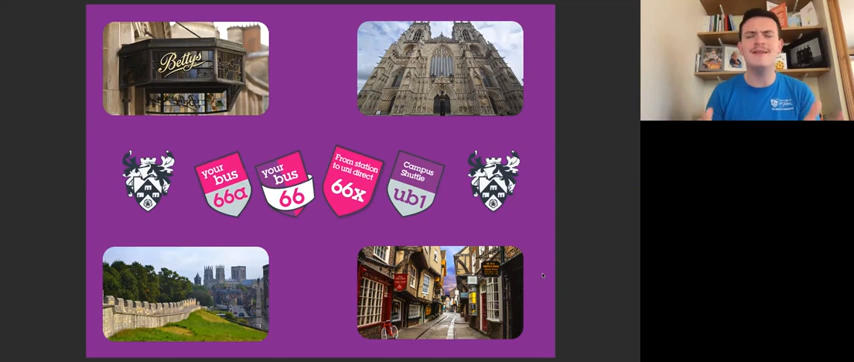 Bettys
your
bus
66a
your
bus
66
From station
to uni direct
66x
Campus
Shuttle
ub1